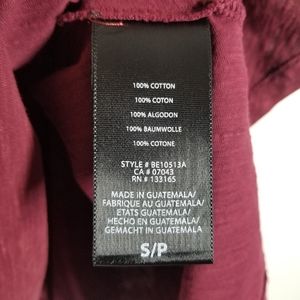 100% COTTON
100% COTON
100% ALGODON
100% BAUMWOLLE
100% COTONE
STYLE # BE10513A
CA # 07043
RN # 133165
MADE IN GUATEMALA/
FABRIQUE AU GUATEMALA/
ETATS GUATEMALA/
HECHO EN GUATEMALA/
GEMACHT IN GUATEMALA
S/P